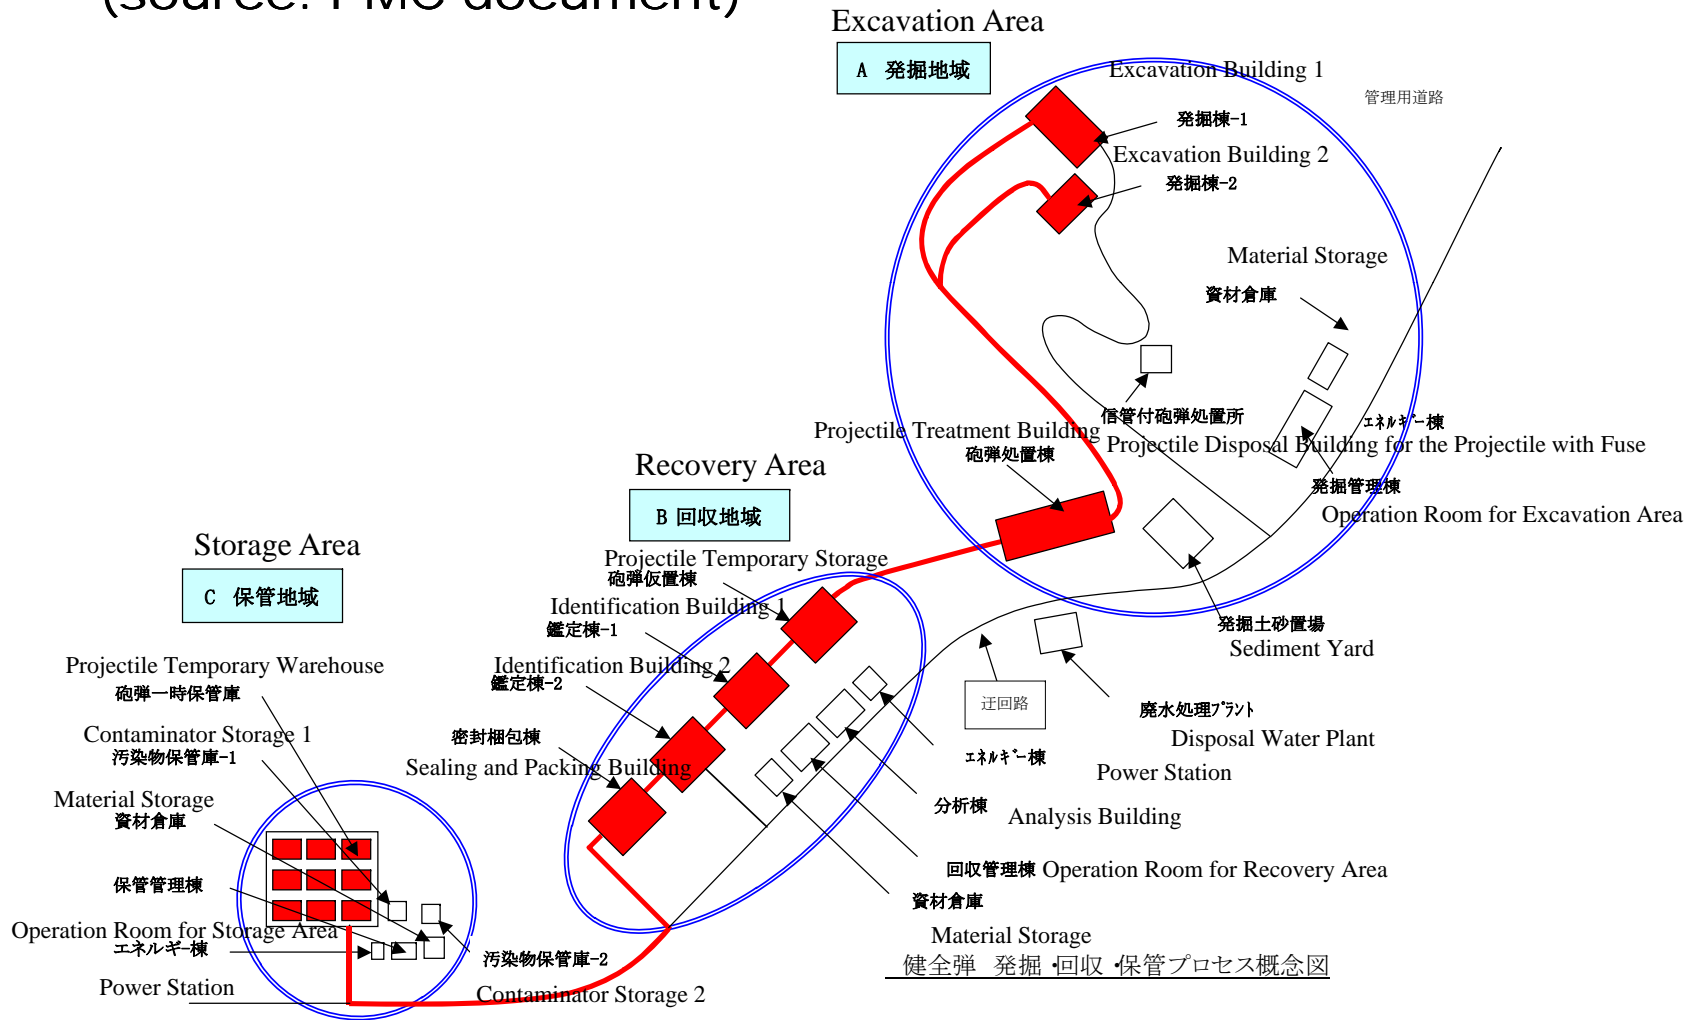 (source: PMC document)
Excavation Area
A 発掘地域
Excavation Building 1
管理用道路
発掘棟-1
Excavation Building 2
発掘棟-2
Material Storage
資材倉庫
信管付砲弾処置所
エネルギー棟
Projectile Treatment Building
Projectile Disposal Building for the Projectile with Fuse
砲弾処置棟
Recovery Area
発掘管理棟
B 回収地域
Operation Room for Excavation Area
Storage Area
Projectile Temporary Storage
砲弾仮置棟
C 保管地域
Identification Building 1
鑑定棟-1
発掘土砂置場
Sediment Yard
Projectile Temporary Warehouse
Identification Building 2
鑑定棟-2
砲弾一時保管庫
迂回路
廃水処理プラント
Contaminator Storage 1
密封梱包棟
Disposal Water Plant
汚染物保管庫-1
エネルギー棟
Sealing and Packing Building
Power Station
Material Storage
分析棟
資材倉庫
Analysis Building
回収管理棟 Operation Room for Recovery Area
保管管理棟
資材倉庫
Operation Room for Storage Area
Material Storage
エネルギー棟
汚染物保管庫-2
健全弾 発掘・回収・保管プロセス概念図
Power Station
Contaminator Storage 2